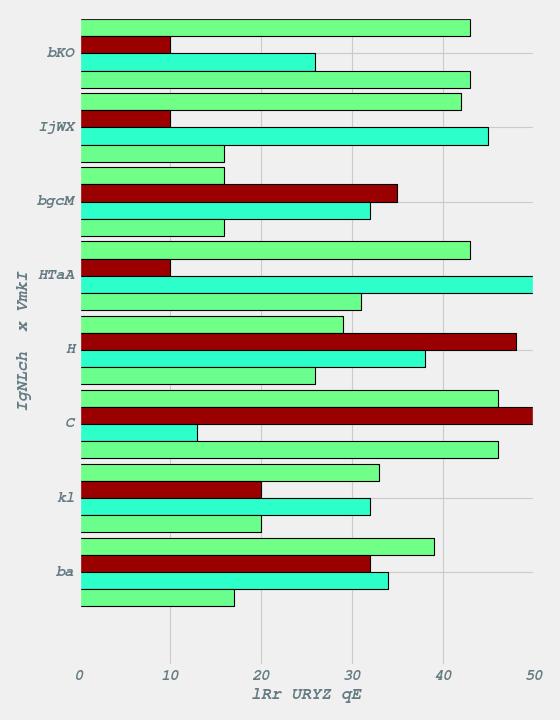 bKO
IjWX
bgcM
HTaA
H
C
kl
ba
IgNLch  x VmkI
0 10 20 30 40 50
lRr URYZ qE